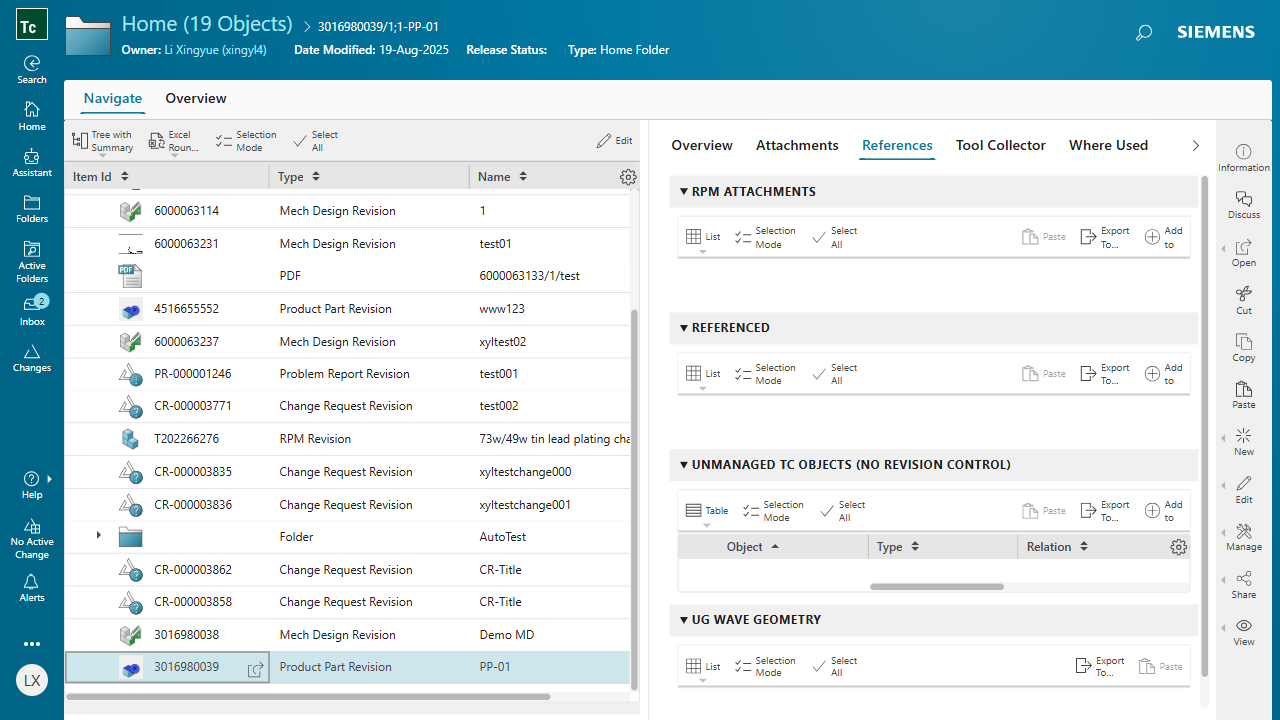 Tc
Home (19 Objects)
3016980039/1;1-PP-01
Owner: Li Xingyue (xingyl4)
Date Modified: 19-Aug-2025
Release Status:
Type: Home Folder
SIEMENS
Search
Home
Assistant
Folders
Active
Folders
2
Inbox
Changes
Help
No Active
Change
Alerts
LX
Navigate
Overview
Tree with
Summary
Excel
Roun...
Selection
Mode
Select
All
Edit
Item Id
Type
Name
6000063114
Mech Design Revision
1
6000063231
Mech Design Revision
test01
PDF
PDF
6000063133/1/test
4516655552
Product Part Revision
www123
6000063237
Mech Design Revision
xyltest02
PR-000001246
Problem Report Revision
test001
CR-000003771
Change Request Revision
test002
T202266276
RPM Revision
73w/49w tin lead plating cha
CR-000003835
Change Request Revision
xyltestchange000
CR-000003836
Change Request Revision
xyltestchange001
Folder
AutoTest
CR-000003862
Change Request Revision
CR-Title
CR-000003858
Change Request Revision
CR-Title
3016980038
Mech Design Revision
Demo MD
3016980039
Product Part Revision
PP-01
Overview
Attachments
References
Tool Collector
Where Used
RPM ATTACHMENTS
List
Selection
Mode
Select
All
Paste
Export
To...
Add
to
REFERENCED
List
Selection
Mode
Select
All
Paste
Export
To...
Add
to
UNMANAGED TC OBJECTS (NO REVISION CONTROL)
Table
Selection
Mode
Select
All
Paste
Export
To...
Add
to
Object
Type
Relation
UG WAVE GEOMETRY
List
Selection
Mode
Select
All
Export
To...
Paste
Information
Discuss
Open
Cut
Copy
Paste
New
Edit
Manage
Share
View